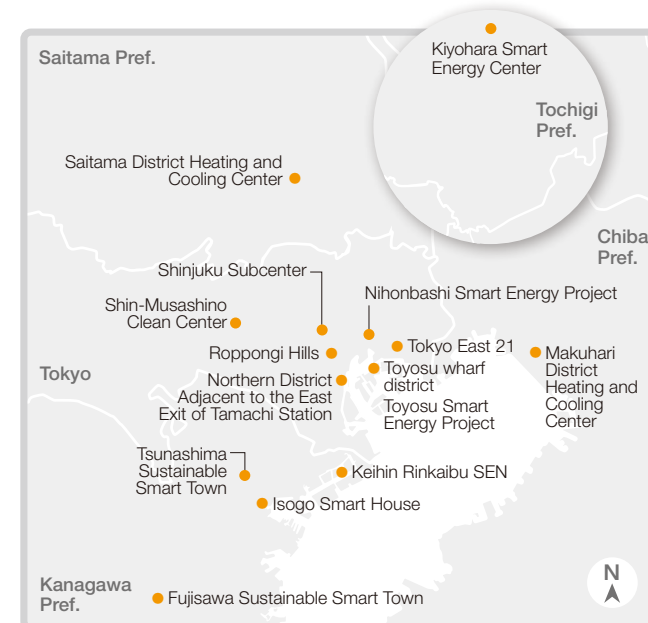 Kiyohara Smart
Energy Center
Saitama Pref.
Tochigi
Pref.
Saitama District Heating and
Cooling Center
Chiba
Pref.
Shinjuku Subcenter
Nihonbashi Smart Energy Project
Shin-Musashino
Clean Center
Roppongi Hills
Tokyo East 21
Makuhari
District
Heating and
Cooling
Center
Tokyo
Northern District
Adjacent to the East
Exit of Tamachi Station
Toyosu wharf
district
Toyosu Smart
Energy Project
Tsunashima
Sustainable
Smart Town
Keihin Rinkaibu SEN
Isogo Smart House
Kanagawa
Pref.
Fujisawa Sustainable Smart Town
N